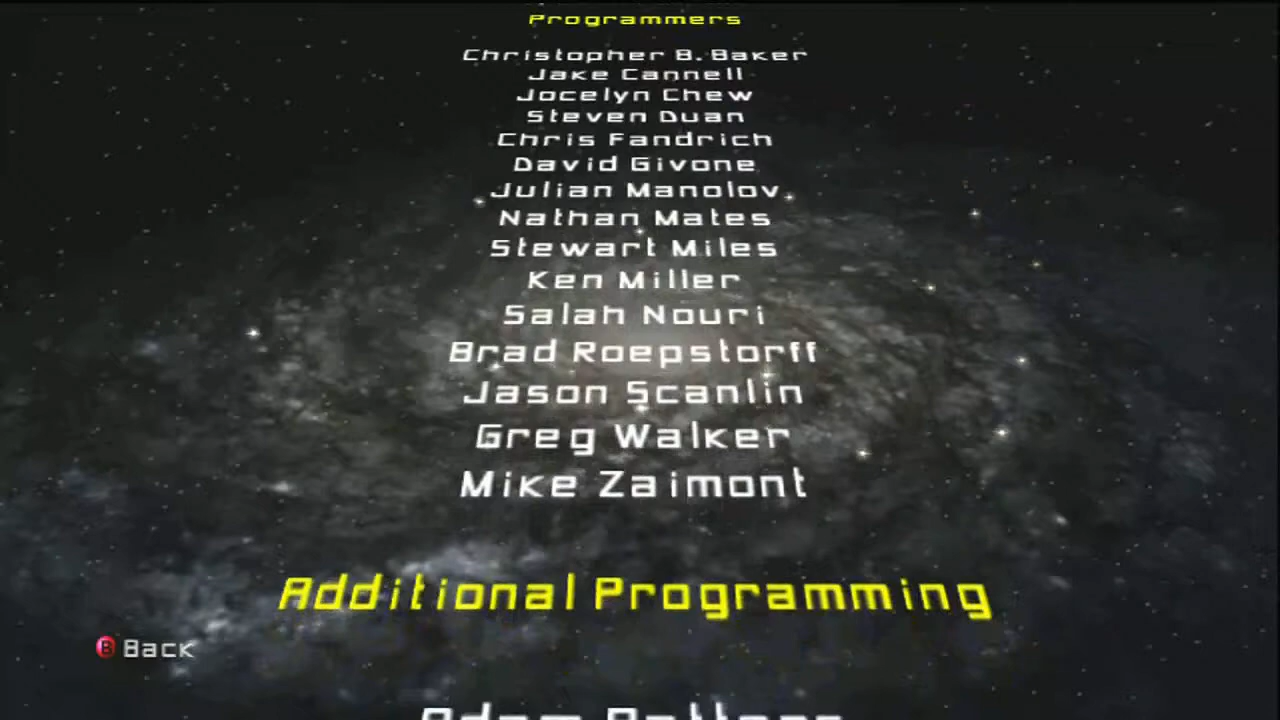 Programmers
Christopher B. Baker
Jake Cannell
Jocelyn Chew
Steven Duan
Chris Fandrich
David Givone
Julian Manolov
Nathan Mates
Stewart Miles
Ken Miller
Salah Nouri
Brad Roepstorff
Jason Scanlin
Greg Walker
Mike Zaimont
Additional Programming
B Back
Adam